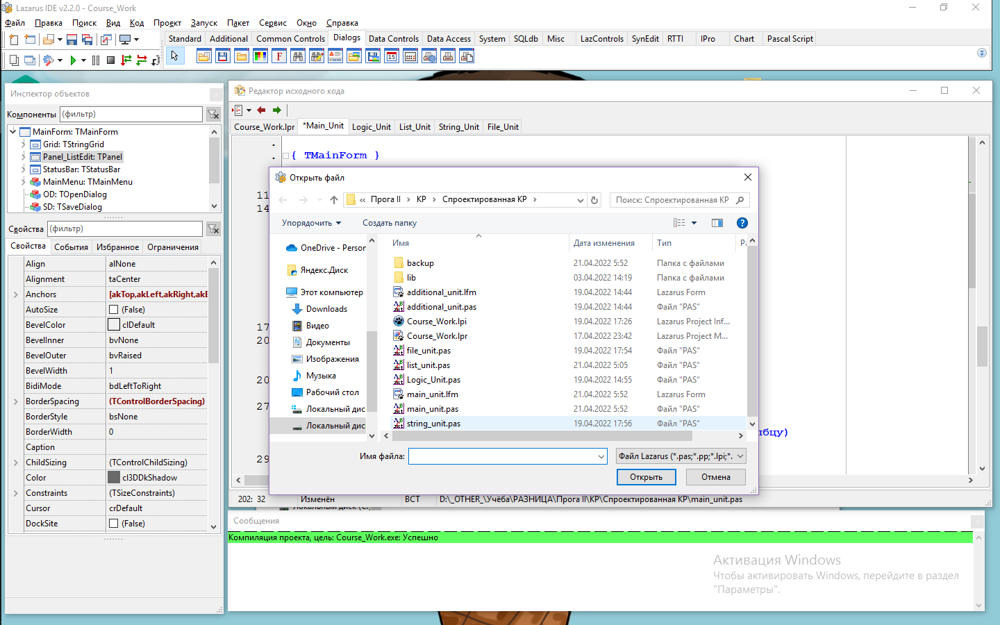 Lazarus IDE v2.2.0 - Course_Work
Файл Правка Поиск Вид Код Проект Запуск Пакет Сервис Окно Справка
Standard Additional Common Controls Dialogs Data Controls Data Access System SQLdb Misc LazControls SynEdit RTTI IPro Chart Pascal Script
Инспектор объектов
Компоненты (фильтр)
MainForm: TMainForm
Grid: TStringGrid
Panel_ListEdit: TPanel
StatusBar: TStatusBar
MainMenu: TMainMenu
OD: TOpenDialog
SD: TSaveDialog
Свойства (фильтр)
Свойства События Избранное Ограничения
Align alNone
Alignment taCenter
Anchors [akTop,akLeft,akRight,akE
AutoSize (False)
BevelColor clDefault
BevelInner bvNone
BevelOuter bvRaised
BevelWidth 1
BidiMode bdLeftToRight
BorderSpacing (TControlBorderSpacing)
BorderStyle bsNone
BorderWidth 0
Caption
ChildSizing (TControlChildSizing)
Color cl3DDkShadow
Constraints (TSizeConstraints)
Cursor crDefault
DockSite (False)
Редактор исходного кода
Course_Work.lpr *Main_Unit Logic_Unit List_Unit String_Unit File_Unit
{ TMainForm }
11
14
17
20
20
27
29
лбцу)
Открыть файл
« Прога II > КР > Спроектированная КР >
Поиск: Спроектированная КР
Упорядочить Создать папку
OneDrive - Person
Яндекс.Диск
Этот компьютер
Downloads
Видео
Документы
Изображения
Музыка
Рабочий стол
Локальный дис
Локальный дис
Имя Дата изменения Тип Ра
backup 21.04.2022 5:52 Папка с файлами
lib 03.04.2022 14:19 Папка с файлами
additional_unit.lfm 19.04.2022 14:44 Lazarus Form
additional_unit.pas 19.04.2022 14:44 Файл "PAS"
Course_Work.lpi 19.04.2022 17:26 Lazarus Project Inf...
Course_Work.lpr 17.04.2022 23:42 Lazarus Project M...
file_unit.pas 19.04.2022 17:54 Файл "PAS"
list_unit.pas 21.04.2022 5:05 Файл "PAS"
Logic_Unit.pas 19.04.2022 14:55 Файл "PAS"
main_unit.lfm 21.04.2022 5:52 Lazarus Form
main_unit.pas 21.04.2022 5:52 Файл "PAS"
string_unit.pas 19.04.2022 17:56 Файл "PAS"
Имя файла: Файл Lazarus (*.pas;*.pp;*.lpi;*.
Открыть Отмена
202: 32 Изменён ВСТ D:\_OTHER_\Учёба\РАЗНИЦА\Прога II\КР\Спроектированная КР\main_unit.pas
Сообщения
Компиляция проекта, цель: Course_Work.exe: Успешно
Активация Windows
Чтобы активировать Windows, перейдите в раздел
"Параметры".